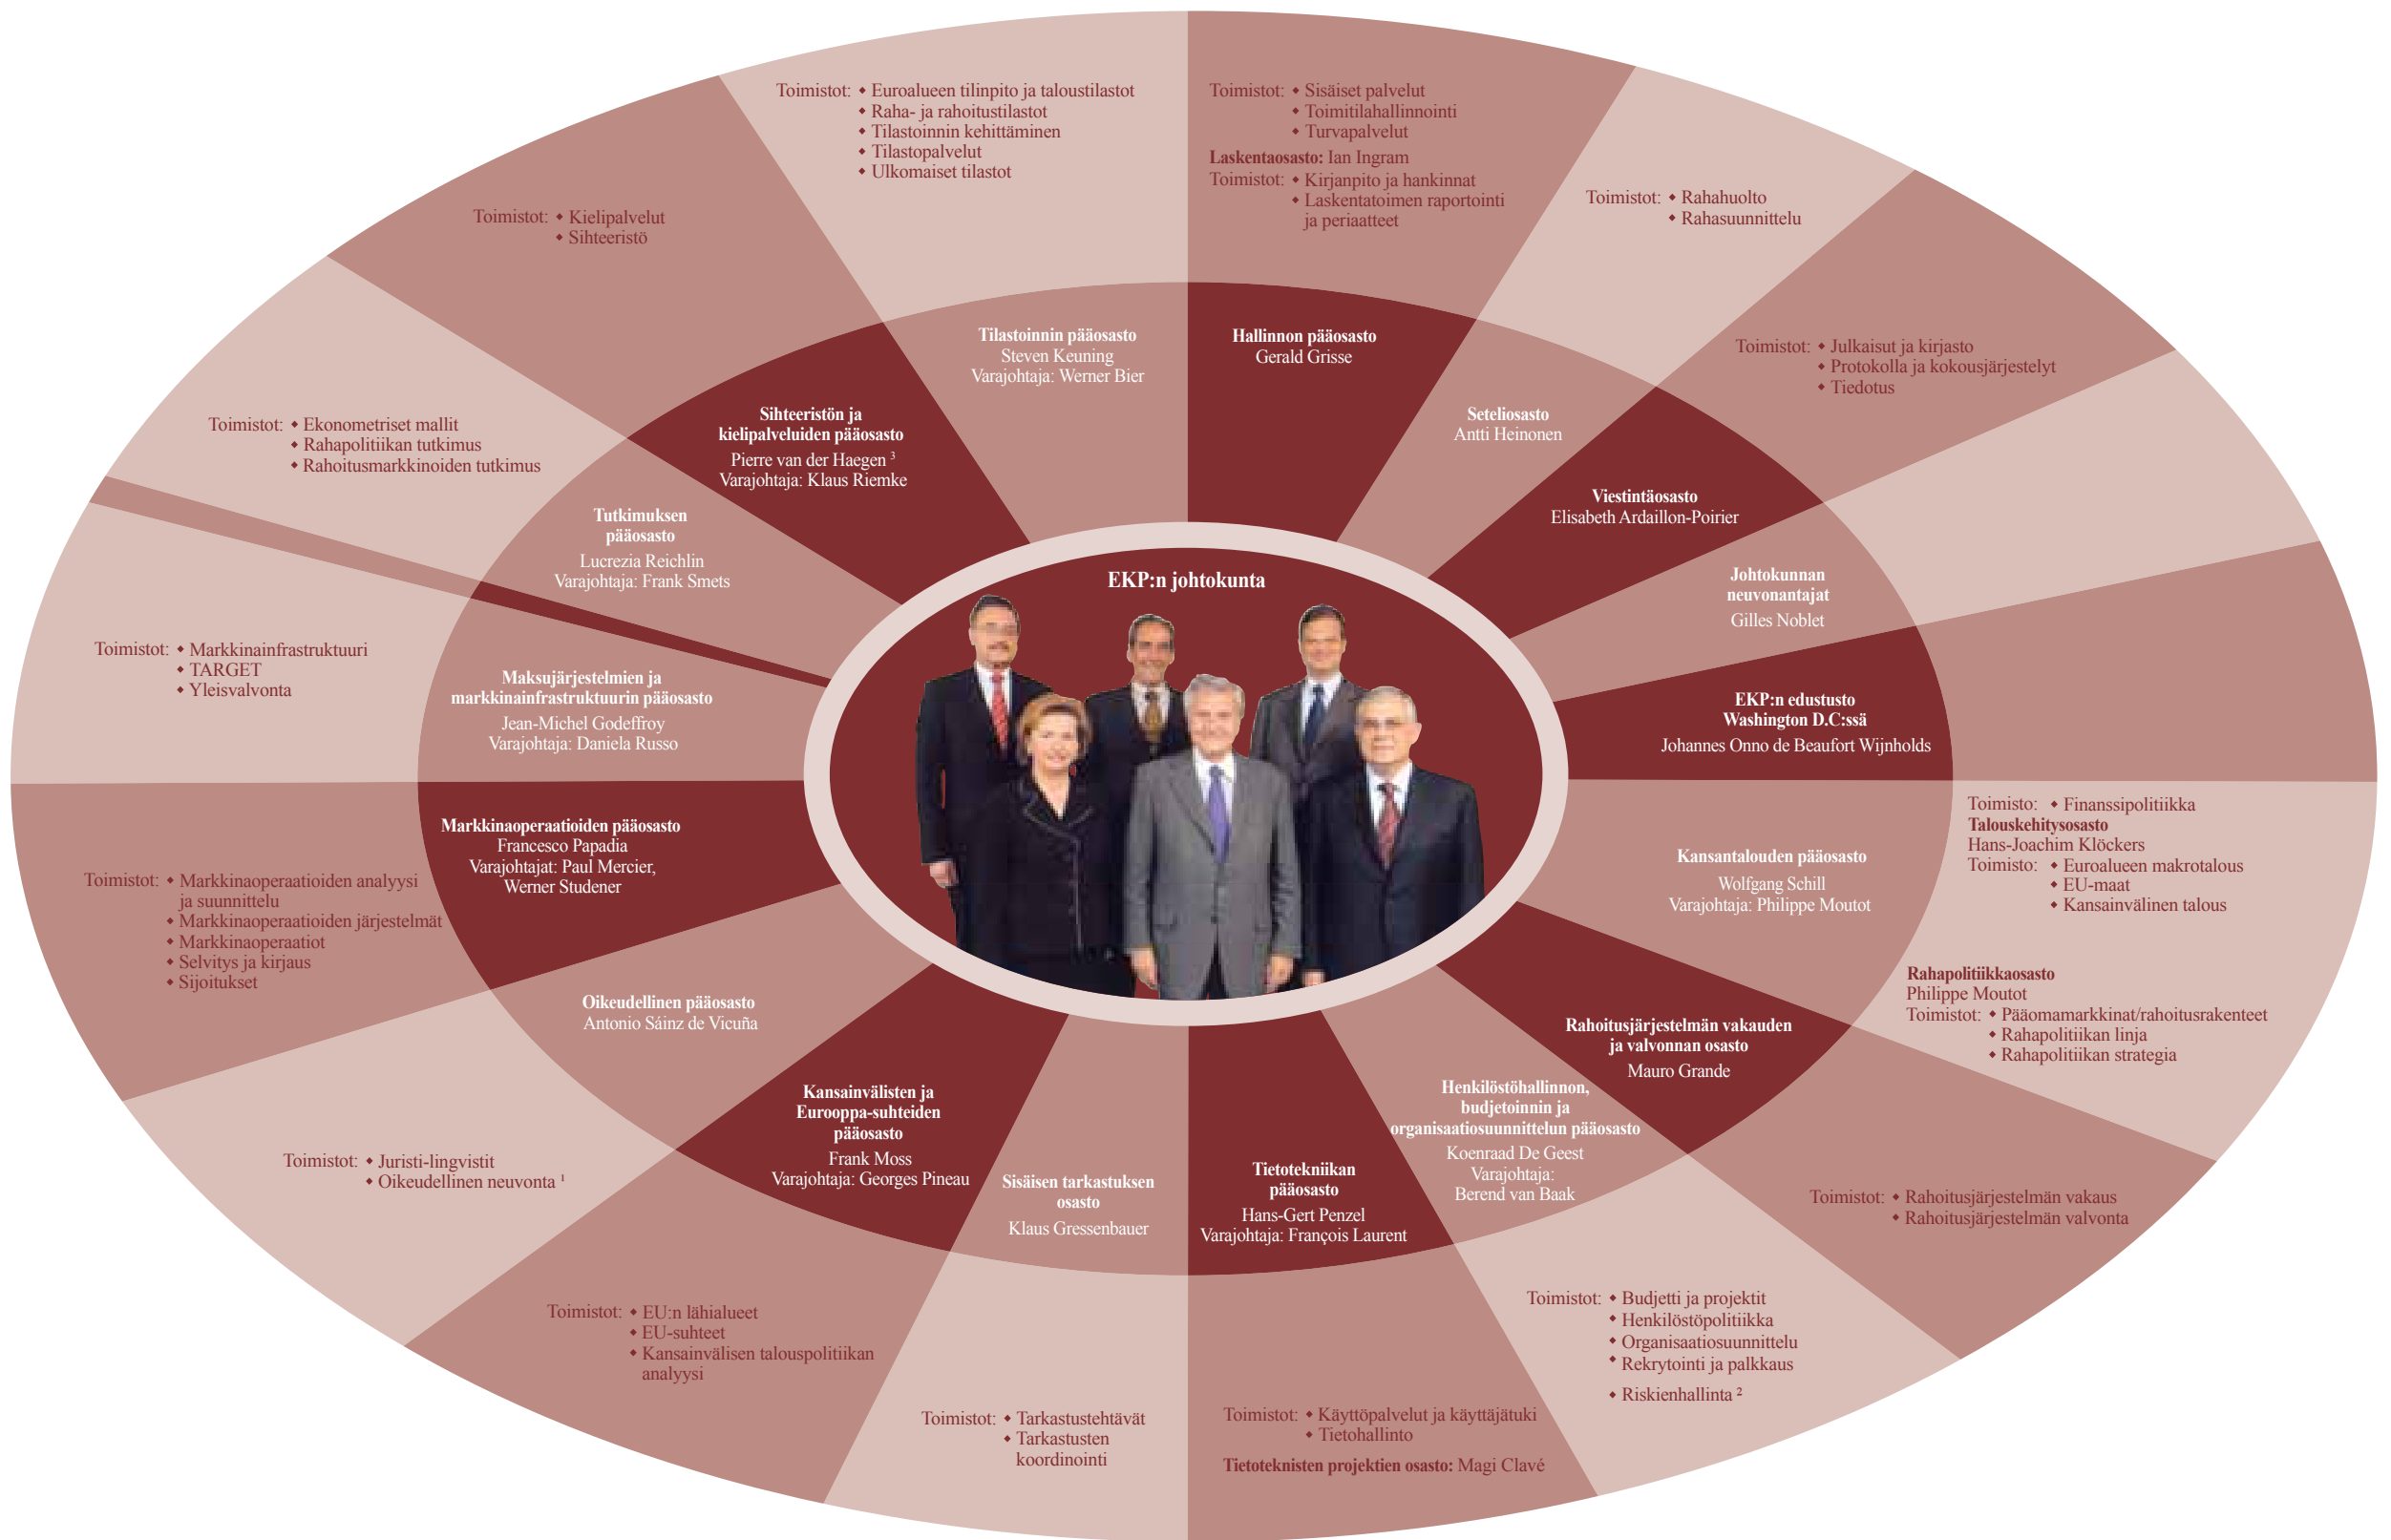 Toimistot: ◆ Euroalueen tilinpito ja taloustilastot
◆ Raha- ja rahoitustilastot
◆ Tilastoinnin kehittäminen
◆ Tilastopalvelut
◆ Ulkomaiset tilastot
Toimistot: ◆ Sisäiset palvelut
◆ Toimitilahallinnointi
◆ Turvapalvelut
Laskentaosasto: Ian Ingram
Toimistot: ◆ Kirjanpito ja hankinnat
◆ Laskentatoimen raportointi
ja periaatteet
Toimistot: ◆ Rahahuolto
◆ Rahasuunnittelu
Toimistot: ◆ Kielipalvelut
◆ Sihteeristö
Tilastoinnin pääosasto
Steven Keuning
Varajohtaja: Werner Bier
Hallinnon pääosasto
Gerald Grisse
Toimistot: ◆ Julkaisut ja kirjasto
◆ Protokolla ja kokousjärjestelyt
◆ Tiedotus
Toimistot: ◆ Ekonometriset mallit
◆ Rahapolitiikan tutkimus
◆ Rahoitusmarkkinoiden tutkimus
Sihteeristön ja
kielipalveluiden pääosasto
Pierre van der Haegen ³
Varajohtaja: Klaus Riemke
Seteliosasto
Antti Heinonen
Viestintäosasto
Elisabeth Ardaillon-Poirier
Tutkimuksen
pääosasto
Lucrezia Reichlin
Varajohtaja: Frank Smets
EKP:n johtokunta
Johtokunnan
neuvonantajat
Gilles Noblet
Toimistot: ◆ Markkinainfrastruktuuri
◆ TARGET
◆ Yleisvalvonta
Maksujärjestelmien ja
markkinainfrastruktuurin pääosasto
Jean-Michel Godeffroy
Varajohtaja: Daniela Russo
EKP:n edustusto
Washington D.C:ssä
Johannes Onno de Beaufort Wijnholds
Markkinaoperaatioiden pääosasto
Francesco Papadia
Varajohtajat: Paul Mercier,
Werner Studener
Toimistot: ◆ Markkinaoperaatioiden analyysi
ja suunnittelu
◆ Markkinaoperaatioiden järjestelmät
◆ Markkinaoperaatiot
◆ Selvitys ja kirjaus
◆ Sijoitukset
Kansantalouden pääosasto
Wolfgang Schill
Varajohtaja: Philippe Moutot
Toimisto: ◆ Finanssipolitiikka
Talouskehitysosasto
Hans-Joachim Klöckers
Toimisto: ◆ Euroalueen makrotalous
◆ EU-maat
◆ Kansainvälinen talous
Rahapolitiikkaosasto
Philippe Moutot
Toimistot: ◆ Pääomamarkkinat/rahoitusrakenteet
◆ Rahapolitiikan linja
◆ Rahapolitiikan strategia
Oikeudellinen pääosasto
Antonio Sáinz de Vicuña
Rahoitusjärjestelmän vakauden
ja valvonnan osasto
Mauro Grande
Toimistot: ◆ Juristi-lingvistit
◆ Oikeudellinen neuvonta ¹
Kansainvälisten ja
Eurooppa-suhteiden
pääosasto
Frank Moss
Varajohtaja: Georges Pineau
Sisäisen tarkastuksen
osasto
Klaus Gressenbauer
Tietotekniikan
pääosasto
Hans-Gert Penzel
Varajohtaja: François Laurent
Henkilöstöhallinnon,
budjetoinnin ja
organisaatiosuunnittelun pääosasto
Koenraad De Geest
Varajohtaja:
Berend van Baak
Toimistot: ◆ Rahoitusjärjestelmän vakaus
◆ Rahoitusjärjestelmän valvonta
Toimistot: ◆ EU:n lähialueet
◆ EU-suhteet
◆ Kansainvälisen talouspolitiikan
analyysi
Toimistot: ◆ Budjetti ja projektit
◆ Henkilöstöpolitiikka
◆ Organisaatiosuunnittelu
◆ Rekrytointi ja palkkaus
◆ Riskienhallinta ²
Toimistot: ◆ Tarkastustehtävät
◆ Tarkastusten
koordinointi
Toimistot: ◆ Käyttöpalvelut ja käyttäjätuki
◆ Tietohallinto
Tietoteknisten projektien osasto: Magi Clavé